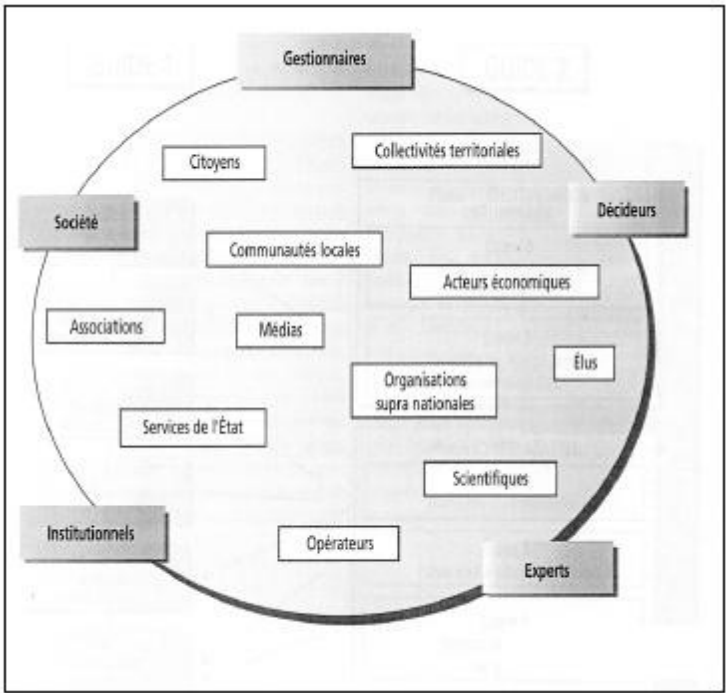 Gestionnaires
Citoyens
Collectivités territoriales
Société
Décideurs
Communautés locales
Acteurs économiques
Associations
Médias
Élus
Organisations
supra nationales
Services de l'État
Scientifiques
Institutionnels
Opérateurs
Experts